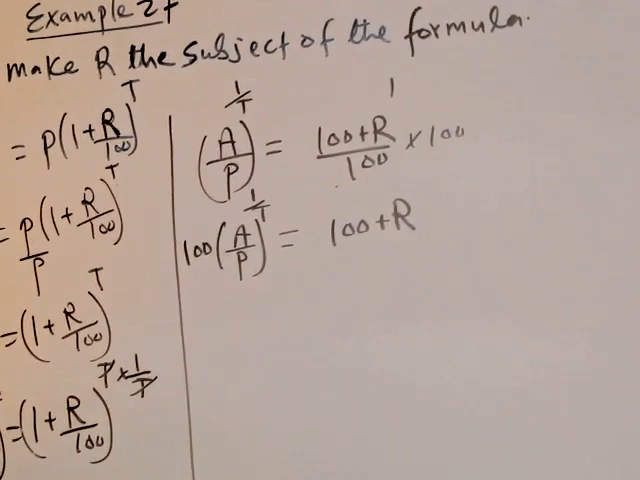 Example 27
make R the subject of the formula.
= P(1+R/100)^T
= P(1+R/100)^T/P
=(1+R/100)^T
)=(1+R/100)^T×1/T
(A/P)^1/T = 100+R/100 × 100
100(A/P)^1/T = 100+R